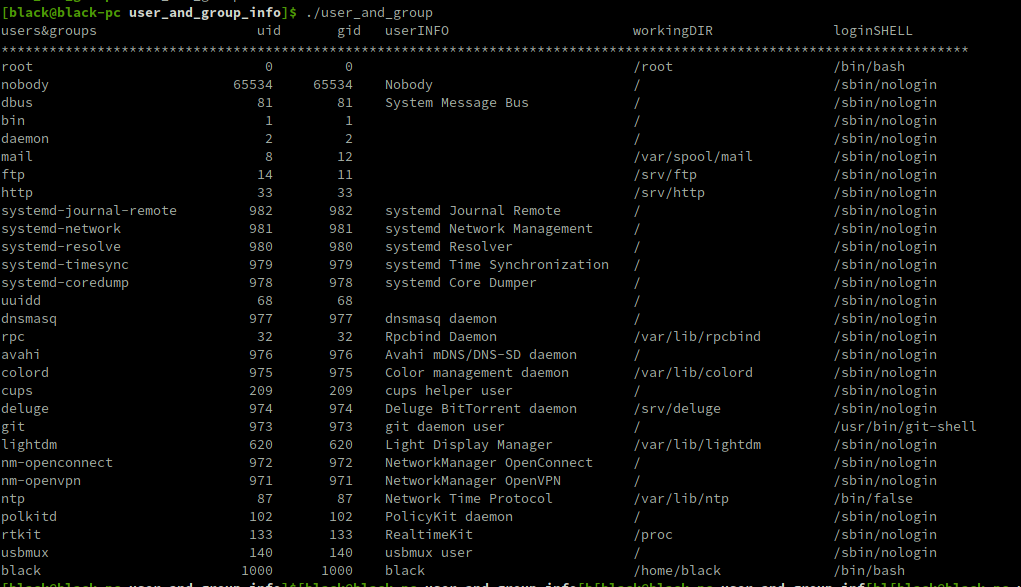 [black@black-pc user_and_group_info]$ ./user_and_group
users&groups uid gid userINFO workingDIR loginSHELL
*************************************************************************************************************************
root 0 0 /root /bin/bash
nobody 65534 65534 Nobody / /sbin/nologin
dbus 81 81 System Message Bus / /sbin/nologin
bin 1 1 / /sbin/nologin
daemon 2 2 / /sbin/nologin
mail 8 12 /var/spool/mail /sbin/nologin
ftp 14 11 /srv/ftp /sbin/nologin
http 33 33 /srv/http /sbin/nologin
systemd-journal-remote 982 982 systemd Journal Remote / /sbin/nologin
systemd-network 981 981 systemd Network Management / /sbin/nologin
systemd-resolve 980 980 systemd Resolver / /sbin/nologin
systemd-timesync 979 979 systemd Time Synchronization / /sbin/nologin
systemd-coredump 978 978 systemd Core Dumper / /sbin/nologin
uuidd 68 68 / /sbin/nologin
dnsmasq 977 977 dnsmasq daemon / /sbin/nologin
rpc 32 32 Rpcbind Daemon /var/lib/rpcbind /sbin/nologin
avahi 976 976 Avahi mDNS/DNS-SD daemon / /sbin/nologin
colord 975 975 Color management daemon /var/lib/colord /sbin/nologin
cups 209 209 cups helper user / /sbin/nologin
deluge 974 974 Deluge BitTorrent daemon /srv/deluge /sbin/nologin
git 973 973 git daemon user / /usr/bin/git-shell
lightdm 620 620 Light Display Manager /var/lib/lightdm /sbin/nologin
nm-openconnect 972 972 NetworkManager OpenConnect / /sbin/nologin
nm-openvpn 971 971 NetworkManager OpenVPN / /sbin/nologin
ntp 87 87 Network Time Protocol /var/lib/ntp /bin/false
polkitd 102 102 PolicyKit daemon / /sbin/nologin
rtkit 133 133 RealtimeKit /proc /sbin/nologin
usbmux 140 140 usbmux user / /sbin/nologin
black 1000 1000 black /home/black /bin/bash